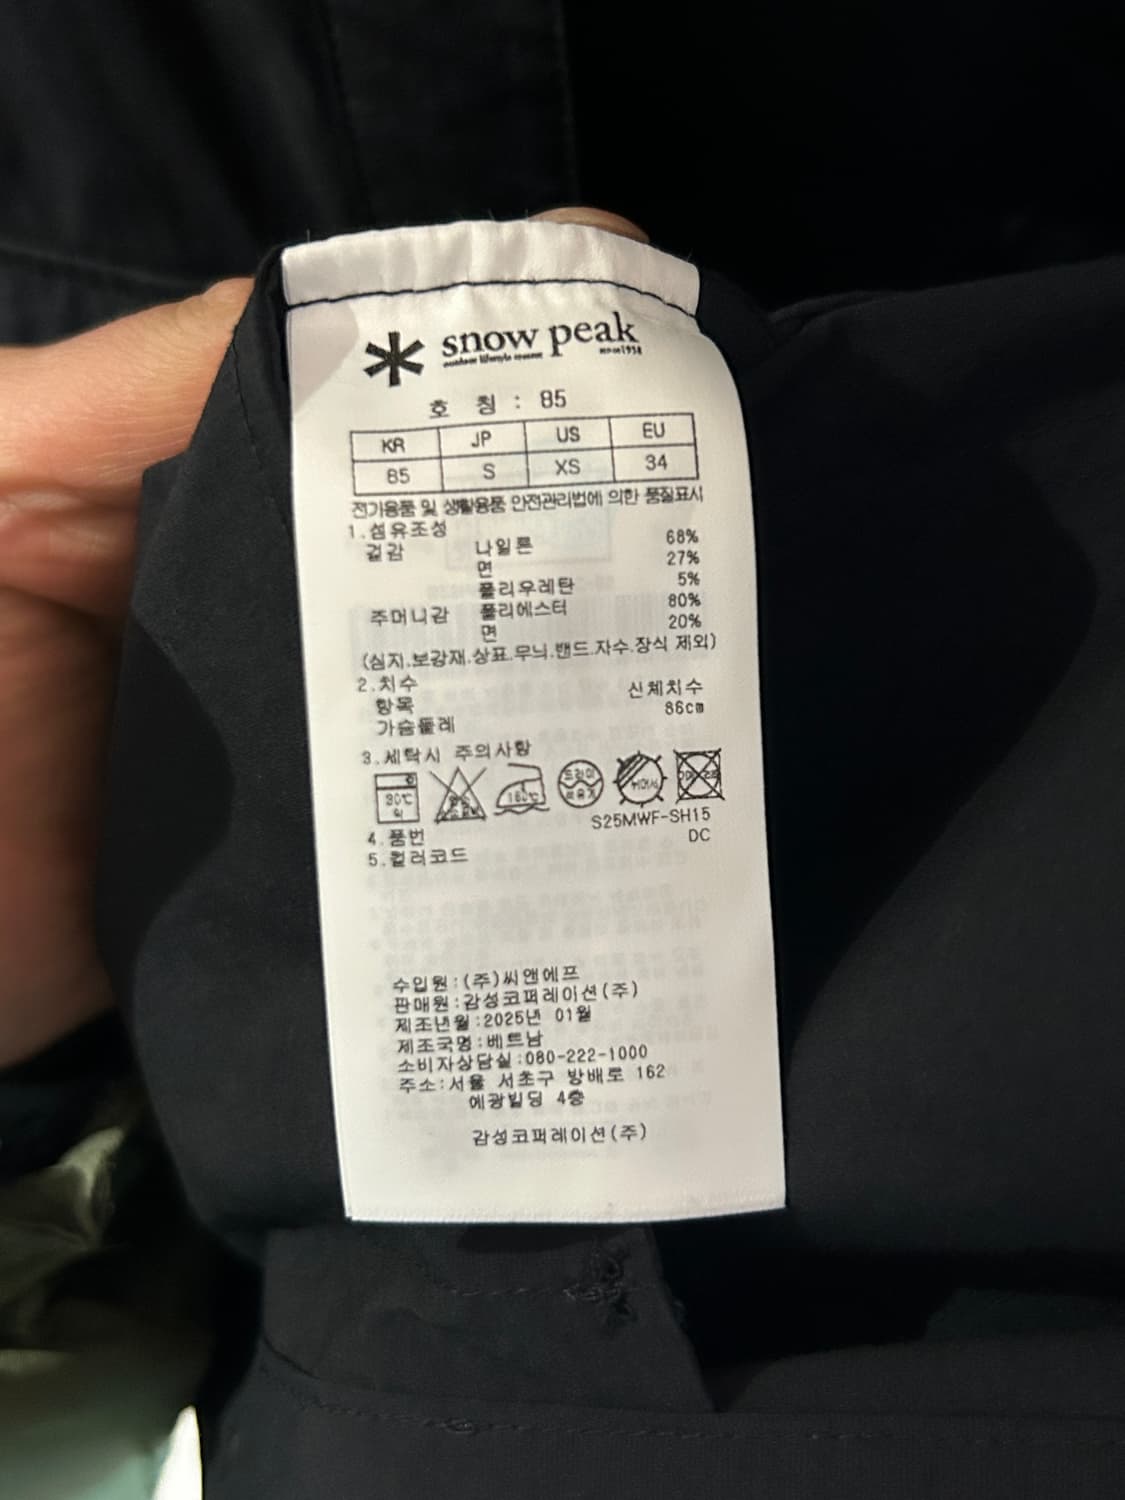 snow peak
호 칭 : 85
KR JP US EU
85 S XS 34
전기용품 및 생활용품 안전관리법에 의한 품질표시
1.섬유조성
겉감 나일론 68%
면 27%
폴리우레탄 5%
주머니감 폴리에스터 80%
면 20%
(심지.보강재.상표.무늬.밴드.자수.장식 제외)
2.치수
항목 신체치수
가슴둘레 86cm
3.세탁시 주의사항
30℃ 160℃ 드라이
4.품번 S25MWF-SH15
5.컬러코드 DC
수입원:(주)씨앤에프
판매원:감성코퍼레이션(주)
제조년월:2025년 01월
제조국명:베트남
소비자상담실:080-222-1000
주소:서울 서초구 방배로 162
에광빌딩 4층
감성코퍼레이션(주)